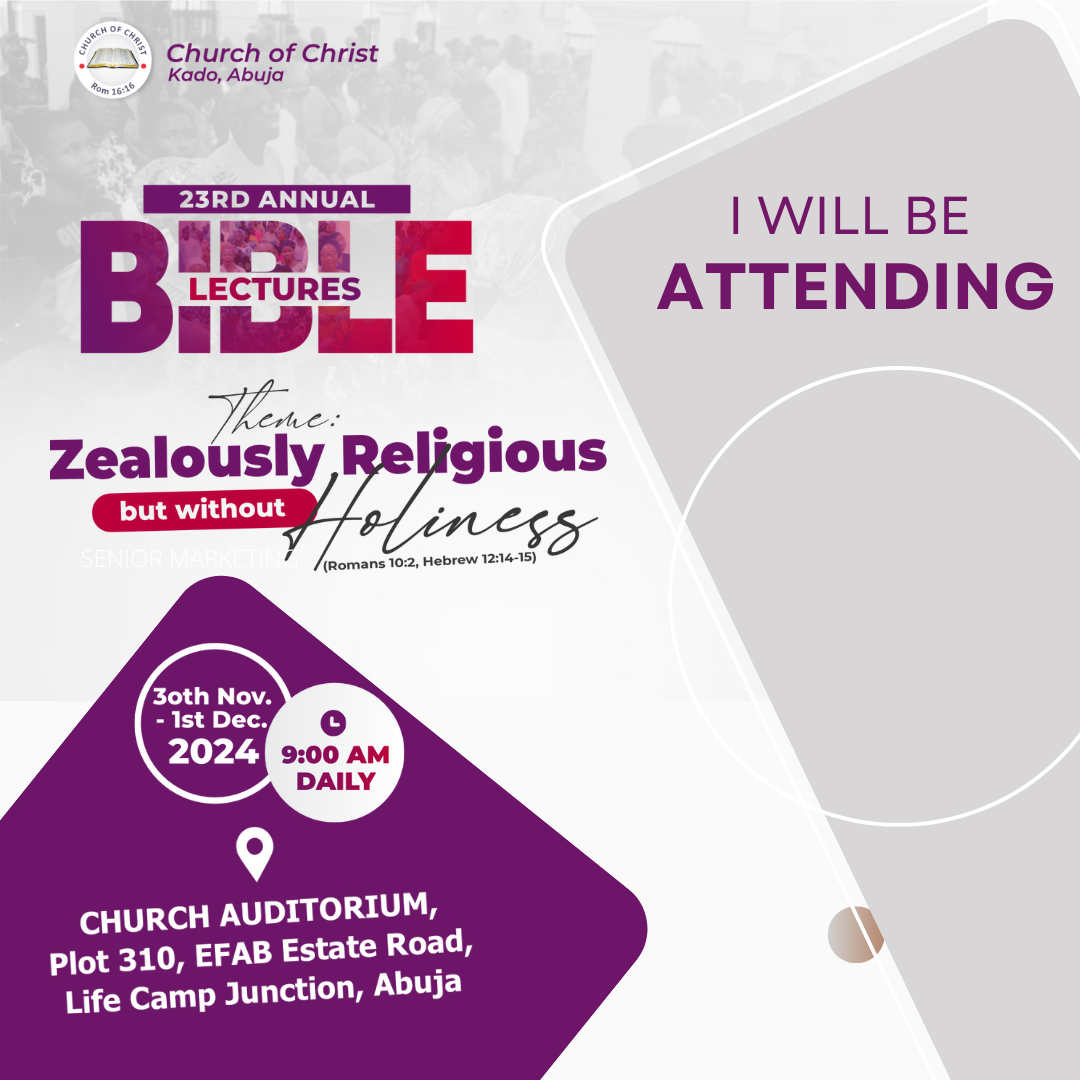 CHURCH OF CHRIST
Rom 16:16
Church of Christ
Kado, Abuja
23RD ANNUAL
BIBLE
LECTURES
Theme:
Zealously Religious
but without
Holiness
SENIOR MARKETING
(Romans 10:2, Hebrew 12:14-15)
I WILL BE
ATTENDING
3oth Nov.
- 1st Dec.
2024
9:00 AM
DAILY
CHURCH AUDITORIUM,
Plot 310, EFAB Estate Road,
Life Camp Junction, Abuja